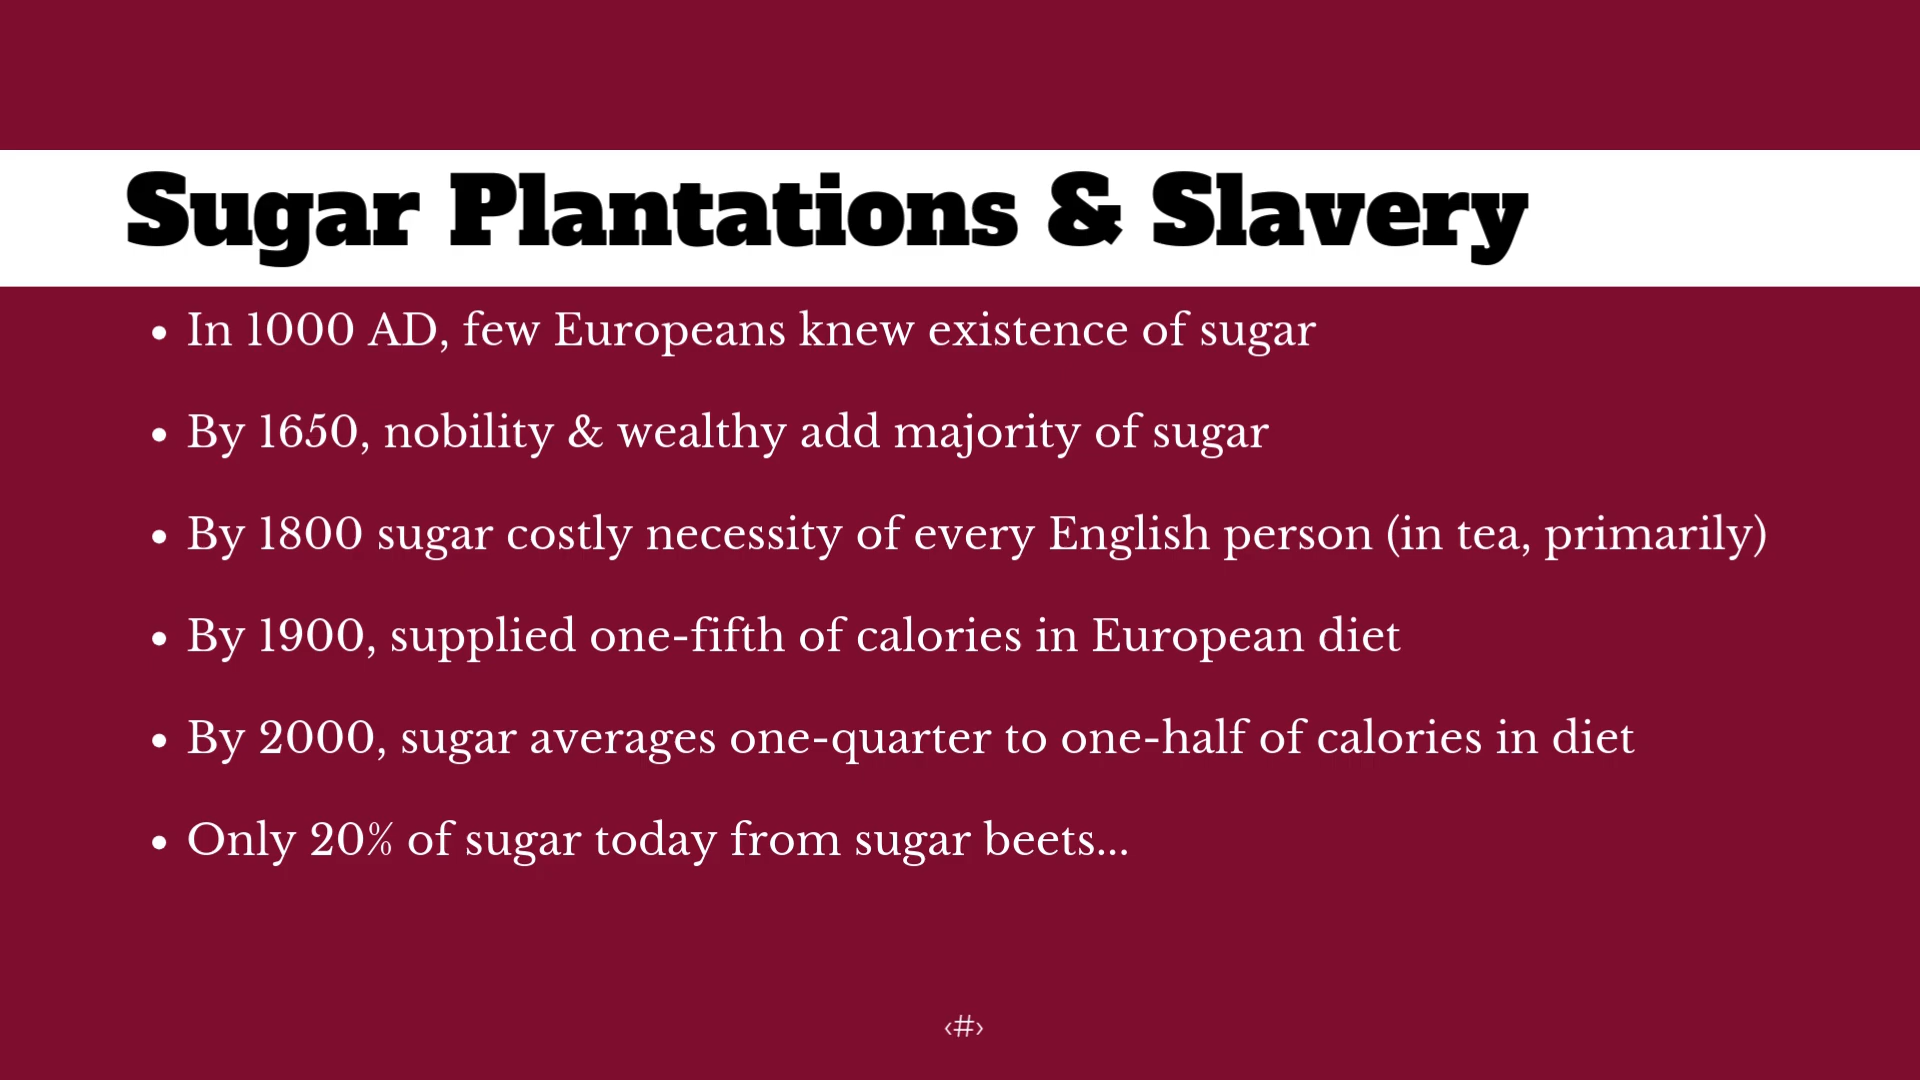 Sugar Plantations & Slavery
• In 1000 AD, few Europeans knew existence of sugar
• By 1650, nobility & wealthy add majority of sugar
• By 1800 sugar costly necessity of every English person (in tea, primarily)
• By 1900, supplied one-fifth of calories in European diet
• By 2000, sugar averages one-quarter to one-half of calories in diet
• Only 20% of sugar today from sugar beets...
‹#›